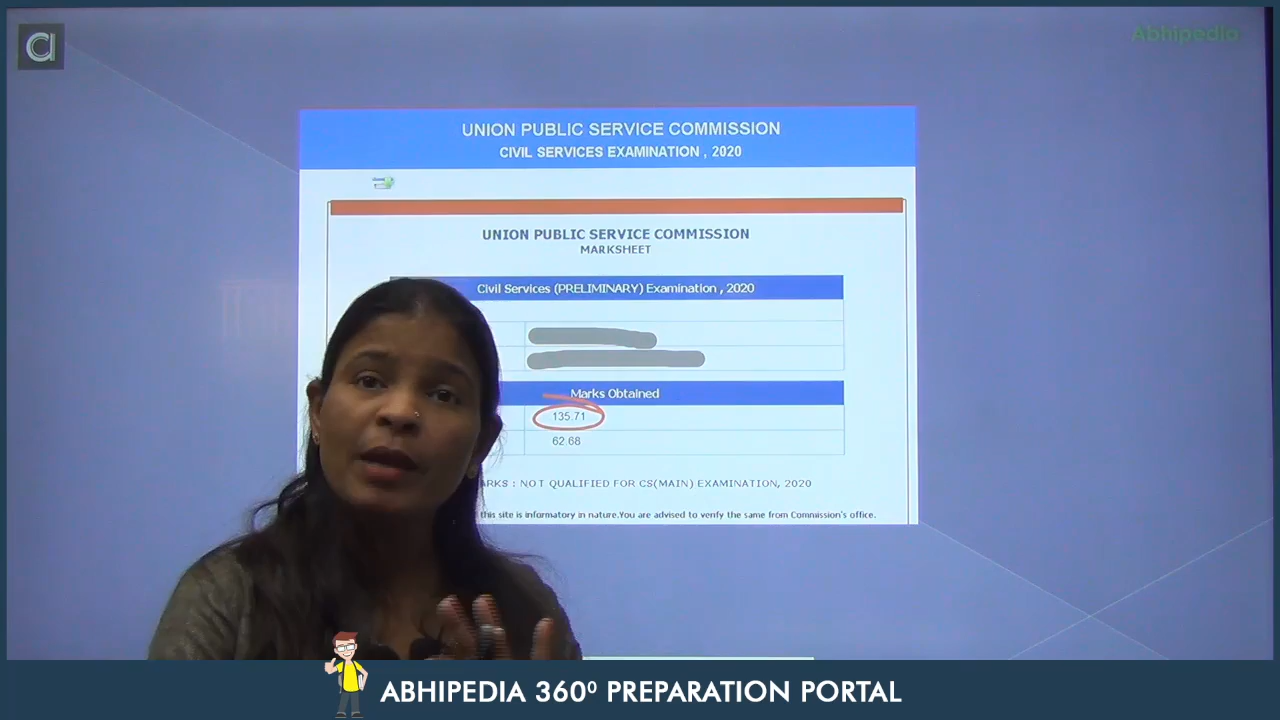 Abhipedia
UNION PUBLIC SERVICE COMMISSION
CIVIL SERVICES EXAMINATION , 2020
UNION PUBLIC SERVICE COMMISSION
MARKSHEET
Civil Services (PRELIMINARY) Examination , 2020
Marks Obtained
135.71
62.68
ARKS : NOT QUALIFIED FOR CS(MAIN) EXAMINATION, 2020
this site is informatory in nature.You are advised to verify the same from Commission's office.
ABHIPEDIA 360⁰ PREPARATION PORTAL